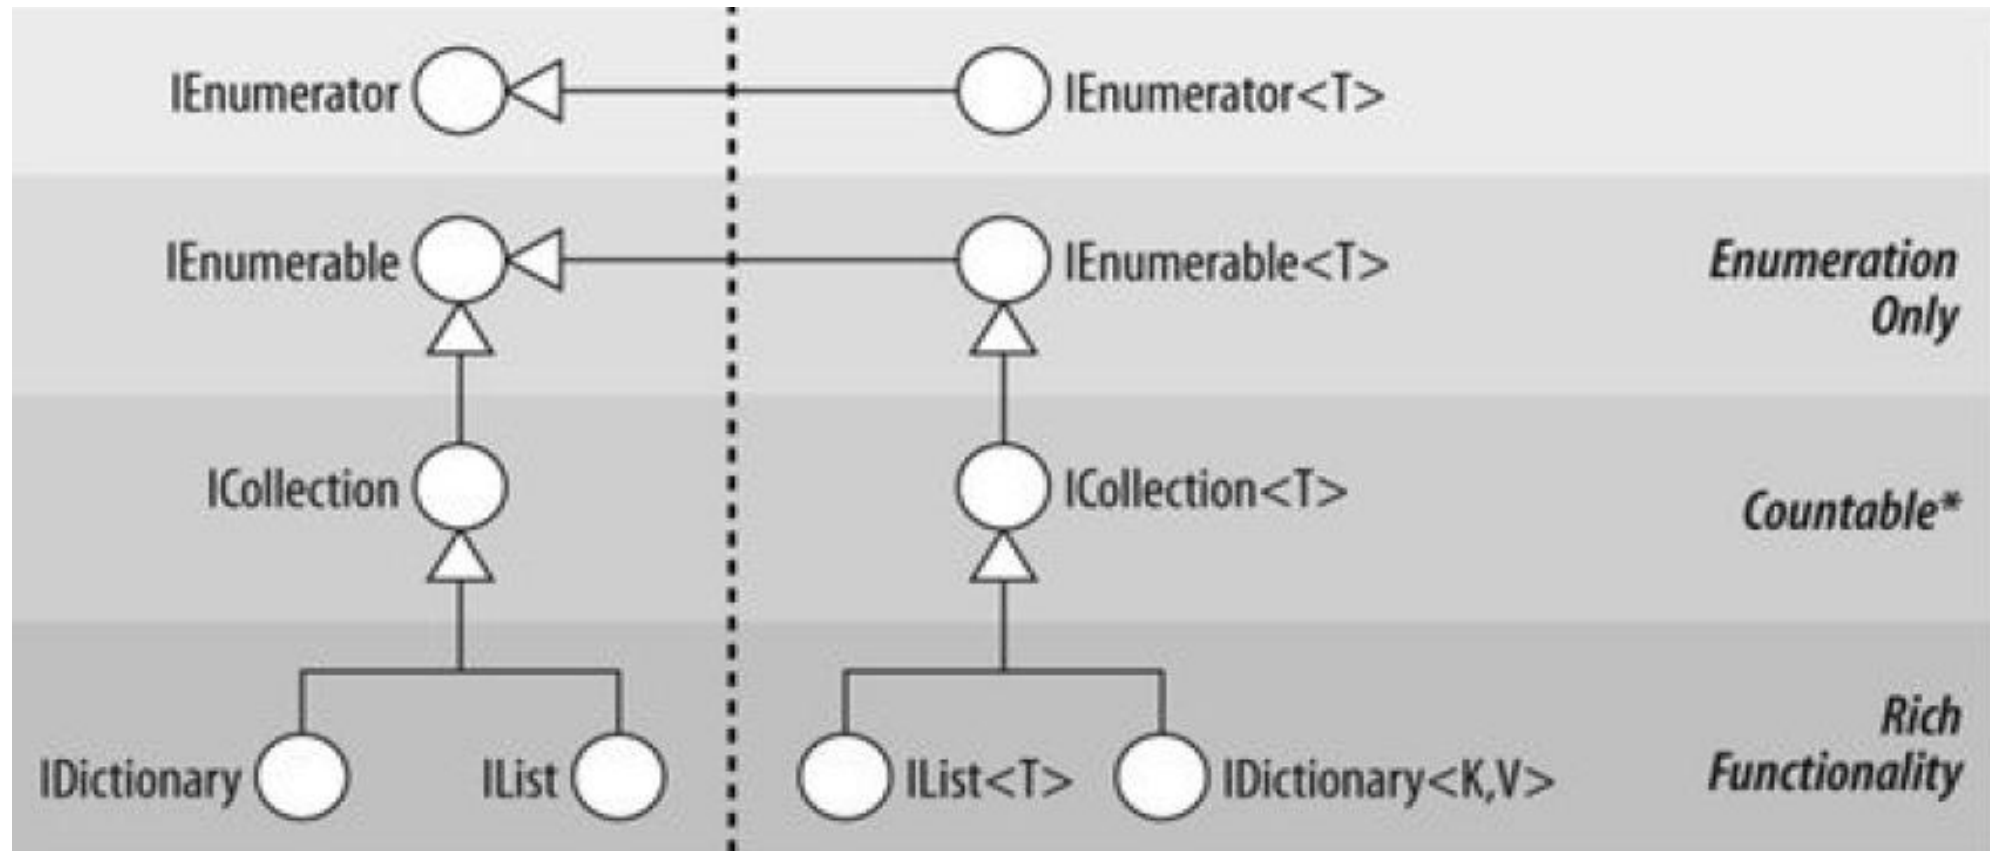 IEnumerator IEnumerator<T>
IEnumerable IEnumerable<T> Enumeration
Only
ICollection ICollection<T> Countable*
Rich
IDictionary IList IList<T> IDictionary<K,V> Functionality